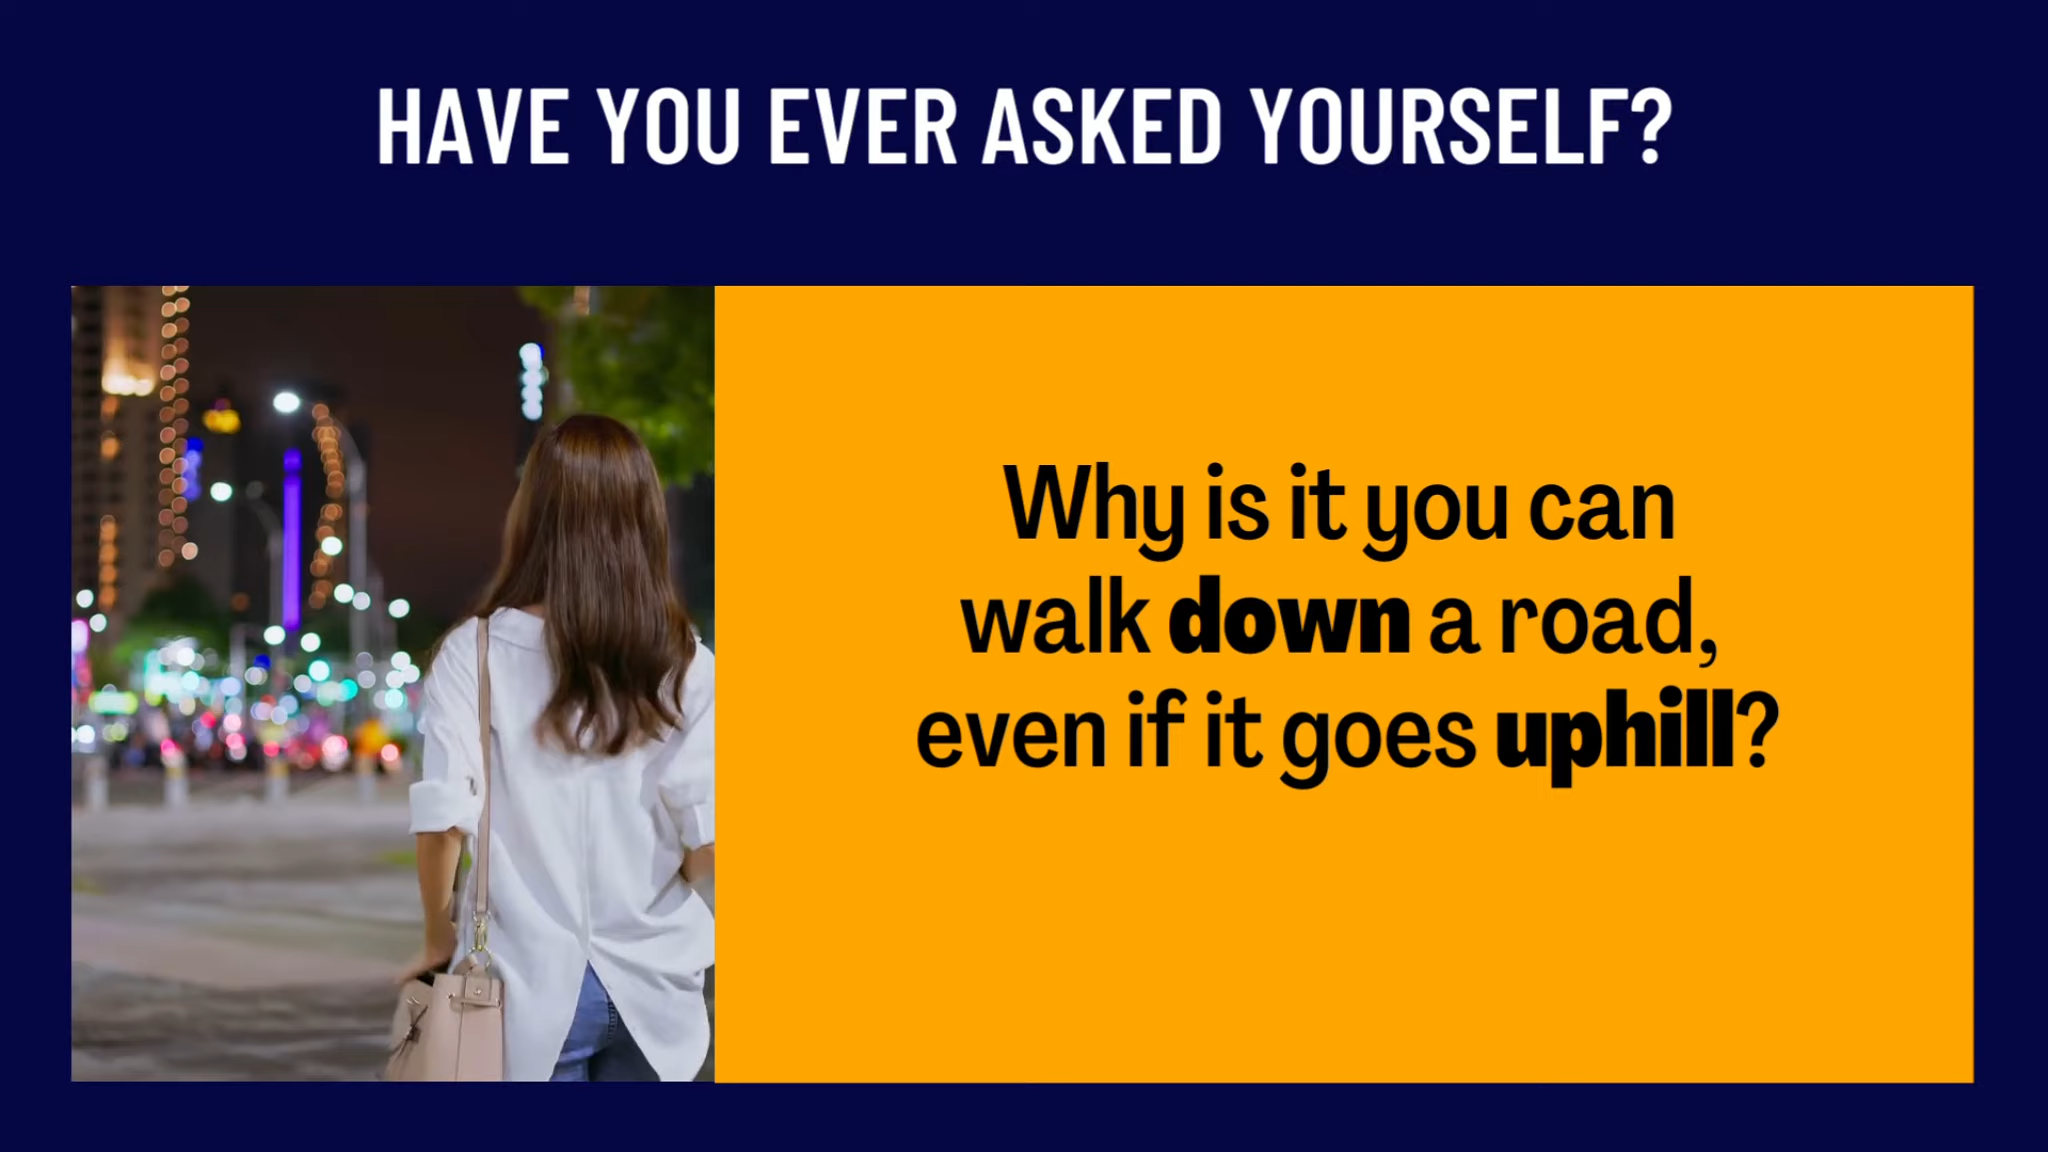 HAVE YOU EVER ASKED YOURSELF?
Why is it you can
walk down a road,
even if it goes uphill?